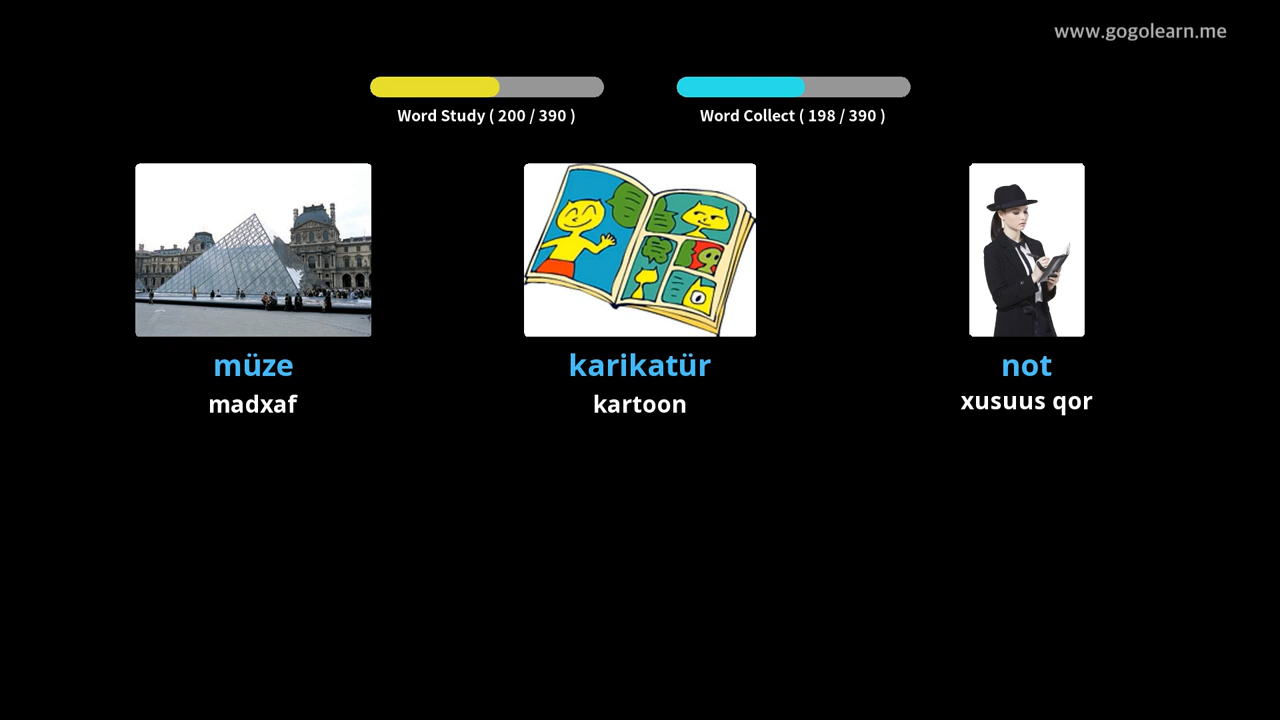 www.gogolearn.me
Word Study ( 200 / 390 )
Word Collect ( 198 / 390 )
müze
madxaf
karikatür
kartoon
not
xusuus qor